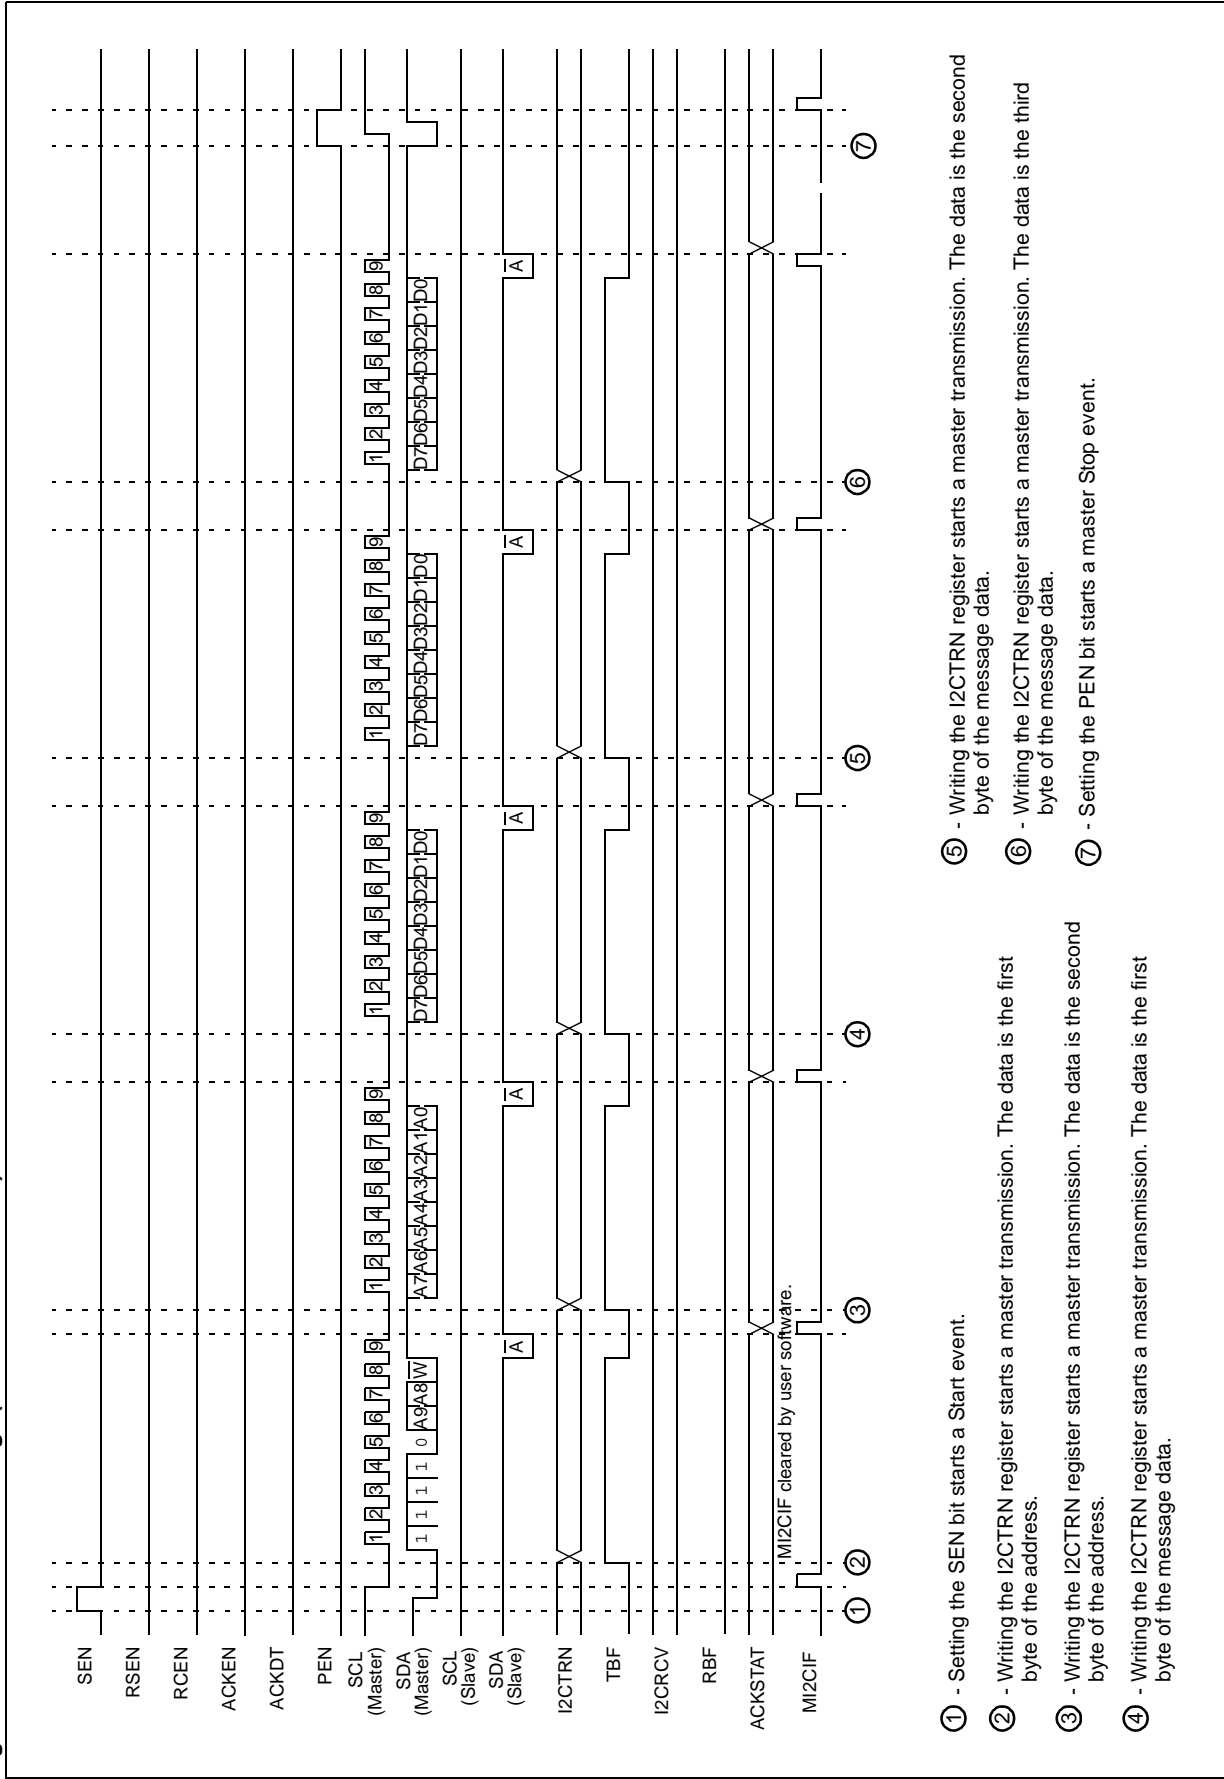 SEN
RSEN
RCEN
ACKEN
ACKDT
PEN
SCL
(Master)
1 2 3 4 5 6 7 8 9 1 2 3 4 5 6 7 8 9 1 2 3 4 5 6 7 8 9 1 2 3 4 5 6 7 8 9 1 2 3 4 5 6 7 8 9
SDA
(Master)
1 1 1 1 0 A9 A8 W̅ A7 A6 A5 A4 A3 A2 A1 A0 D7 D6 D5 D4 D3 D2 D1 D0 D7 D6 D5 D4 D3 D2 D1 D0 D7 D6 D5 D4 D3 D2 D1 D0
SCL
(Slave)
SDA
(Slave)
A̅ A̅ A̅ A̅ A̅
I2CTRN
TBF
I2CRCV
RBF
ACKSTAT
MI2CIF cleared by user software.
MI2CIF
1 2 3 4 5 6 7
1 - Setting the SEN bit starts a Start event.
2 - Writing the I2CTRN register starts a master transmission. The data is the first
byte of the address.
3 - Writing the I2CTRN register starts a master transmission. The data is the second
byte of the address.
4 - Writing the I2CTRN register starts a master transmission. The data is the first
byte of the message data.
5 - Writing the I2CTRN register starts a master transmission. The data is the second
byte of the message data.
6 - Writing the I2CTRN register starts a master transmission. The data is the third
byte of the message data.
7 - Setting the PEN bit starts a master Stop event.